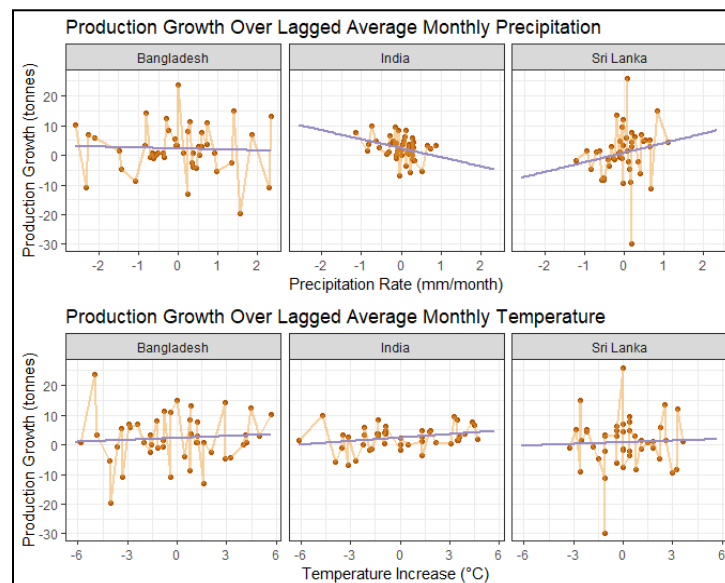 Production Growth Over Lagged Average Monthly Precipitation
Bangladesh India Sri Lanka
Production Growth (tonnes)
20
10
0
-10
-20
-30
-2 -1 0 1 2 -2 -1 0 1 2 -2 -1 0 1 2
Precipitation Rate (mm/month)
Production Growth Over Lagged Average Monthly Temperature
Bangladesh India Sri Lanka
Production Growth (tonnes)
20
10
0
-10
-20
-30
-6 -3 0 3 6 -6 -3 0 3 6 -6 -3 0 3 6
Temperature Increase (°C)